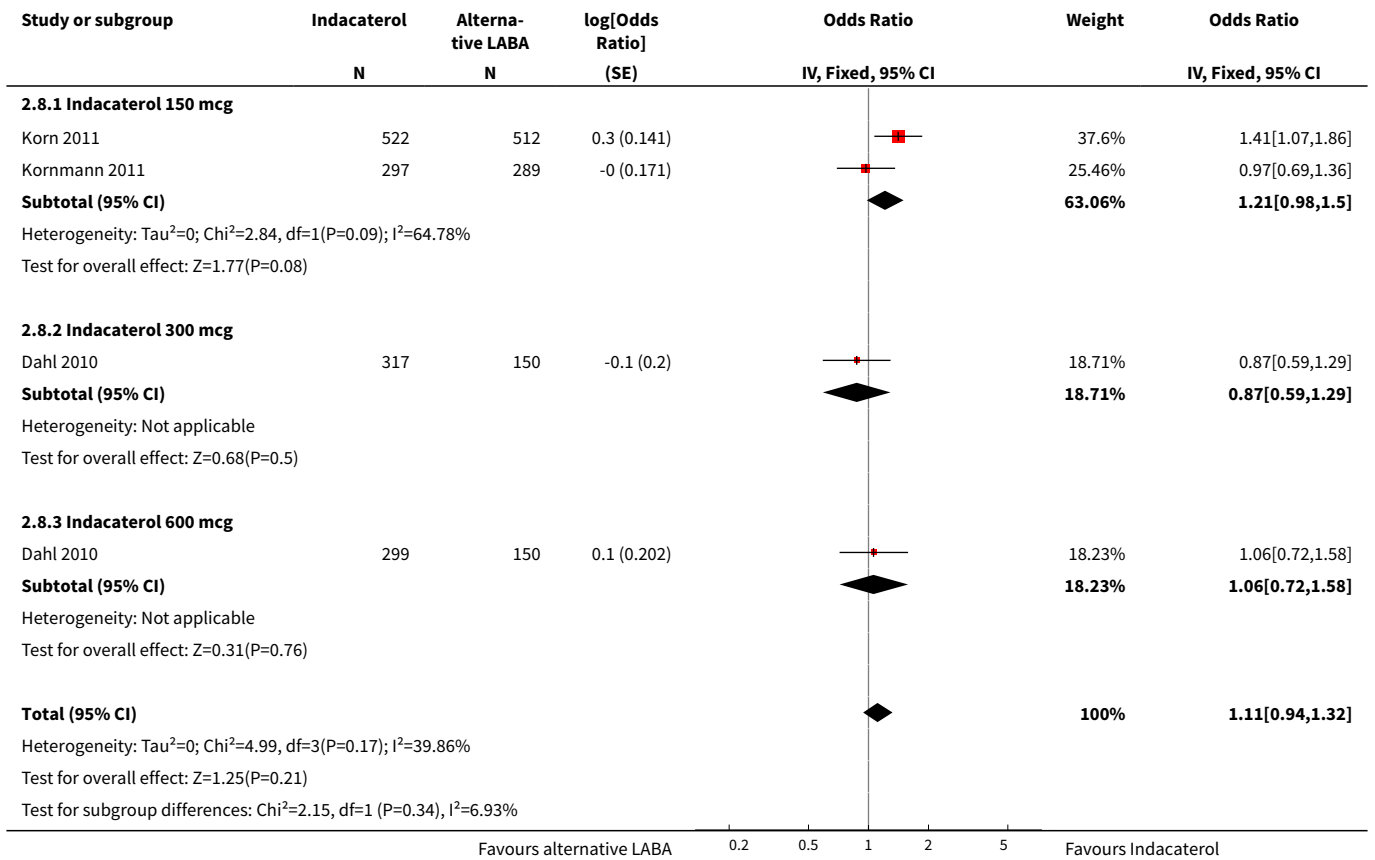 Study or subgroup Indacaterol Alterna- log[Odds Odds Ratio Weight Odds Ratio
tive LABA Ratio]
N N (SE) IV, Fixed, 95% CI IV, Fixed, 95% CI
2.8.1 Indacaterol 150 mcg
Korn 2011 522 512 0.3 (0.141) 37.6% 1.41[1.07,1.86]
Kornmann 2011 297 289 -0 (0.171) 25.46% 0.97[0.69,1.36]
Subtotal (95% CI) 63.06% 1.21[0.98,1.5]
Heterogeneity: Tau²=0; Chi²=2.84, df=1(P=0.09); I²=64.78%
Test for overall effect: Z=1.77(P=0.08)
2.8.2 Indacaterol 300 mcg
Dahl 2010 317 150 -0.1 (0.2) 18.71% 0.87[0.59,1.29]
Subtotal (95% CI) 18.71% 0.87[0.59,1.29]
Heterogeneity: Not applicable
Test for overall effect: Z=0.68(P=0.5)
2.8.3 Indacaterol 600 mcg
Dahl 2010 299 150 0.1 (0.202) 18.23% 1.06[0.72,1.58]
Subtotal (95% CI) 18.23% 1.06[0.72,1.58]
Heterogeneity: Not applicable
Test for overall effect: Z=0.31(P=0.76)
Total (95% CI) 100% 1.11[0.94,1.32]
Heterogeneity: Tau²=0; Chi²=4.99, df=3(P=0.17); I²=39.86%
Test for overall effect: Z=1.25(P=0.21)
Test for subgroup differences: Chi²=2.15, df=1 (P=0.34), I²=6.93%
Favours alternative LABA 0.2 0.5 1 2 5 Favours Indacaterol